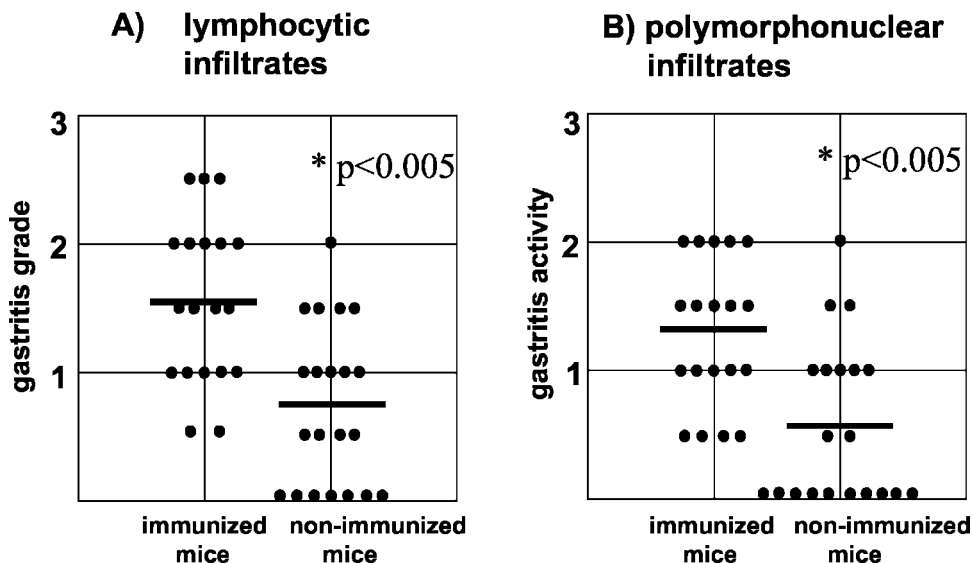 A) lymphocytic
infiltrates
3
2
1
gastritis grade
* p<0.005
immunized
mice
non-immunized
mice
B) polymorphonuclear
infiltrates
3
2
1
gastritis activity
* p<0.005
immunized
mice
non-immunized
mice